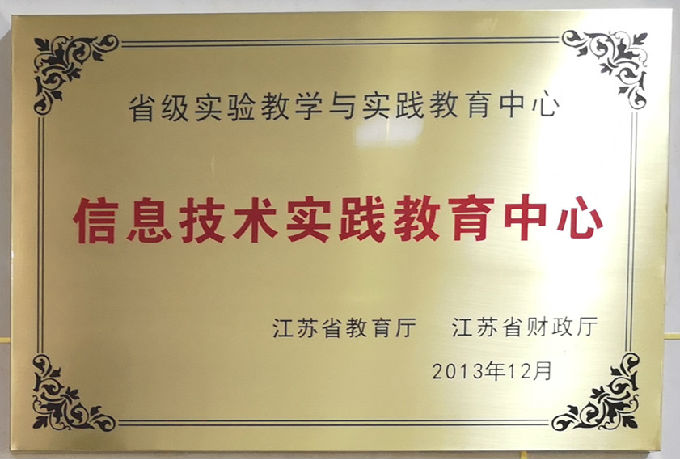 省级实验教学与实践教育中心
信息技术实践教育中心
江苏省教育厅 江苏省财政厅
2013年12月